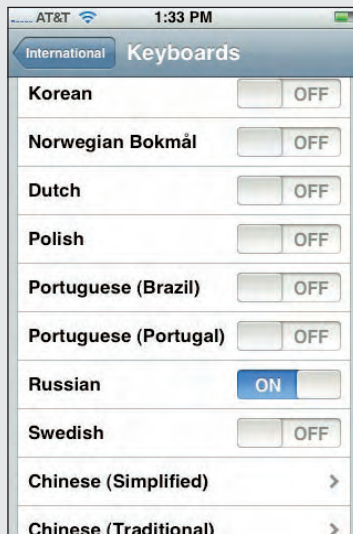 AT&T 1:33 PM
International Keyboards
Korean OFF
Norwegian Bokmål OFF
Dutch OFF
Polish OFF
Portuguese (Brazil) OFF
Portuguese (Portugal) OFF
Russian ON
Swedish OFF
Chinese (Simplified)
Chinese (Traditional)